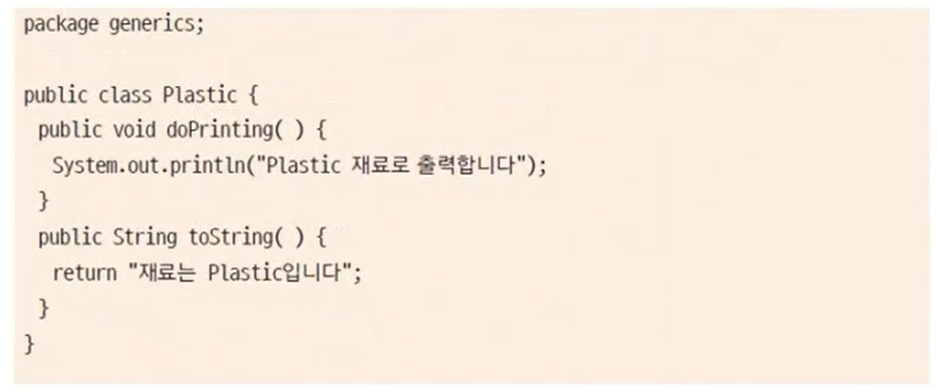 package generics;

public class Plastic {
  public void doPrinting( ) {
    System.out.println("Plastic 재료로 출력합니다");
  }
  public String toString( ) {
    return "재료는 Plastic입니다";
  }
}